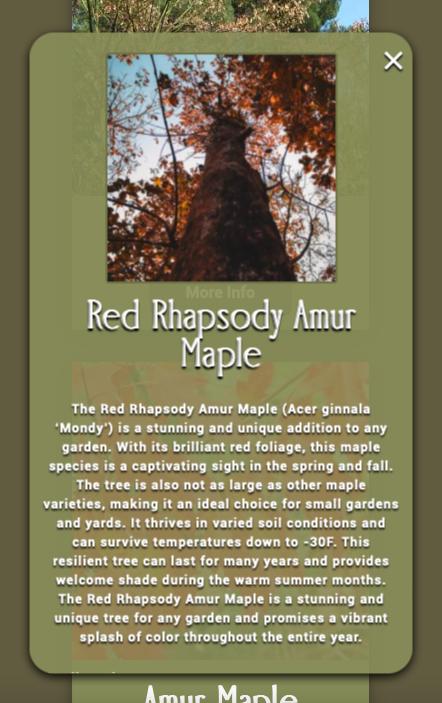 More Info
Red Rhapsody Amur
Maple
The Red Rhapsody Amur Maple (Acer ginnala
'Mondy') is a stunning and unique addition to any
garden. With its brilliant red foliage, this maple
species is a captivating sight in the spring and fall.
The tree is also not as large as other maple
varieties, making it an ideal choice for small gardens
and yards. It thrives in varied soil conditions and
can survive temperatures down to -30F. This
resilient tree can last for many years and provides
welcome shade during the warm summer months.
The Red Rhapsody Amur Maple is a stunning and
unique tree for any garden and promises a vibrant
splash of color throughout the entire year.
Amur Maple